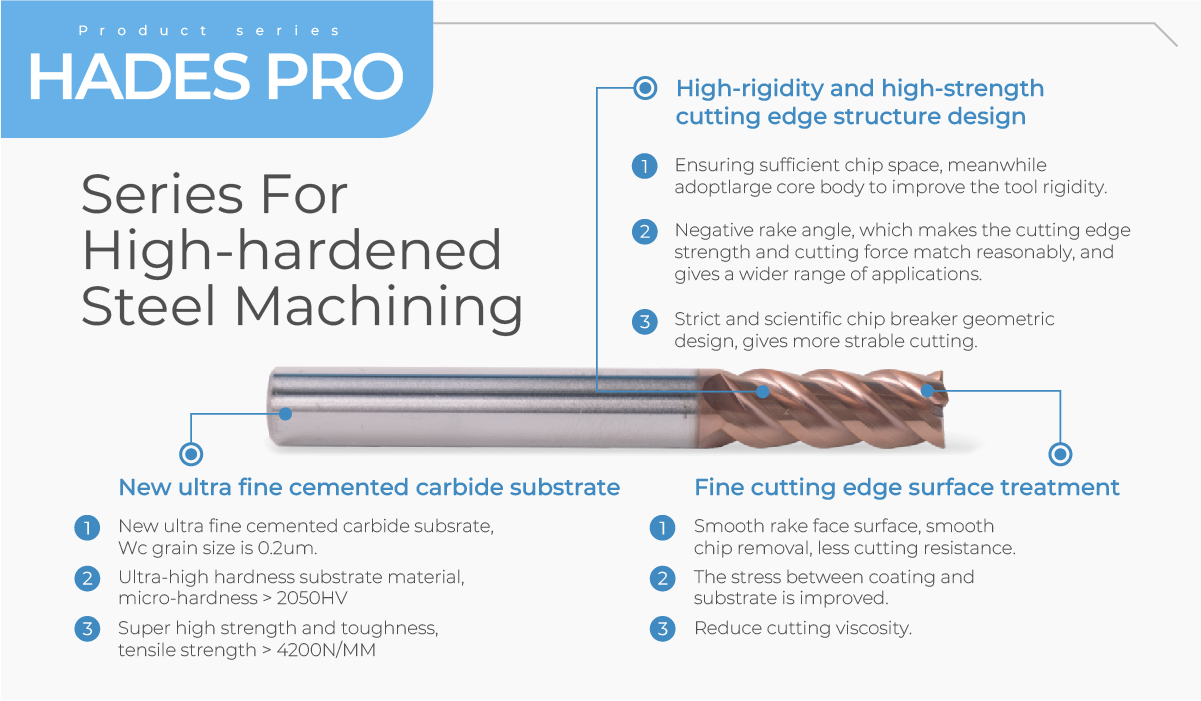 Product series
HADES PRO
Series For
High-hardened
Steel Machining
High-rigidity and high-strength
cutting edge structure design
1
Ensuring sufficient chip space, meanwhile
adoptlarge core body to improve the tool rigidity.
2
Negative rake angle, which makes the cutting edge
strength and cutting force match reasonably, and
gives a wider range of applications.
3
Strict and scientific chip breaker geometric
design, gives more strable cutting.
New ultra fine cemented carbide substrate
1
New ultra fine cemented carbide subsrate,
Wc grain size is 0.2um.
2
Ultra-high hardness substrate material,
micro-hardness > 2050HV
3
Super high strength and toughness,
tensile strength > 4200N/MM
Fine cutting edge surface treatment
1
Smooth rake face surface, smooth
chip removal, less cutting resistance.
2
The stress between coating and
substrate is improved.
3
Reduce cutting viscosity.